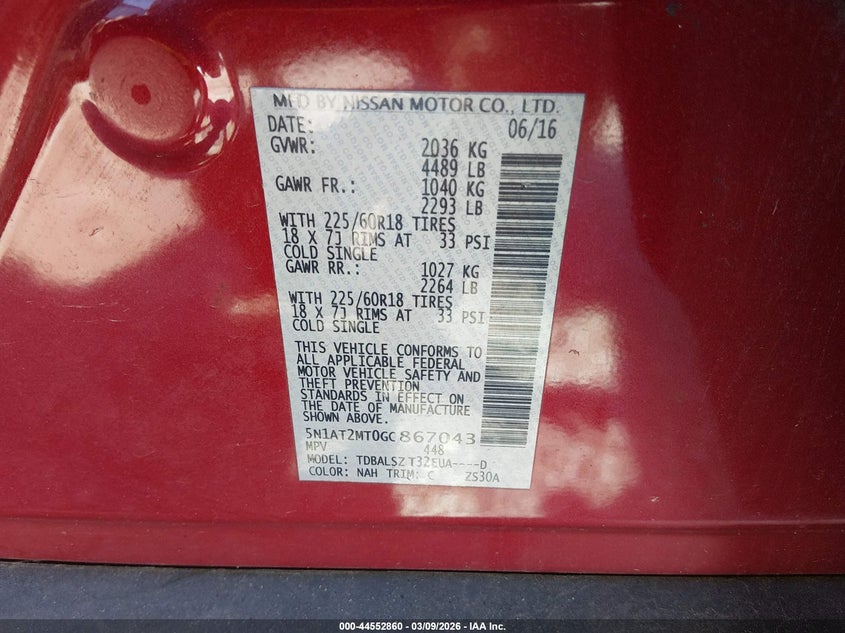 MFD BY NISSAN MOTOR CO., LTD.
DATE: 06/16
GVWR: 2036 KG
4489 LB
GAWR FR.: 1040 KG
2293 LB
WITH 225/60R18 TIRES
18 X 7J RIMS AT 33 PSI
COLD SINGLE
GAWR RR.: 1027 KG
2264 LB
WITH 225/60R18 TIRES
18 X 7J RIMS AT 33 PSI
COLD SINGLE
THIS VEHICLE CONFORMS TO
ALL APPLICABLE FEDERAL
MOTOR VEHICLE SAFETY AND
THEFT PREVENTION
STANDARDS IN EFFECT ON
THE DATE OF MANUFACTURE
SHOWN ABOVE.
5N1AT2MT0GC867043
MPV 448
MODEL: TDBALSZ T32EUA----D
COLOR: NAH TRIM: C ZS30A
000-44552860 | 03/09/2026 - IAA Inc.